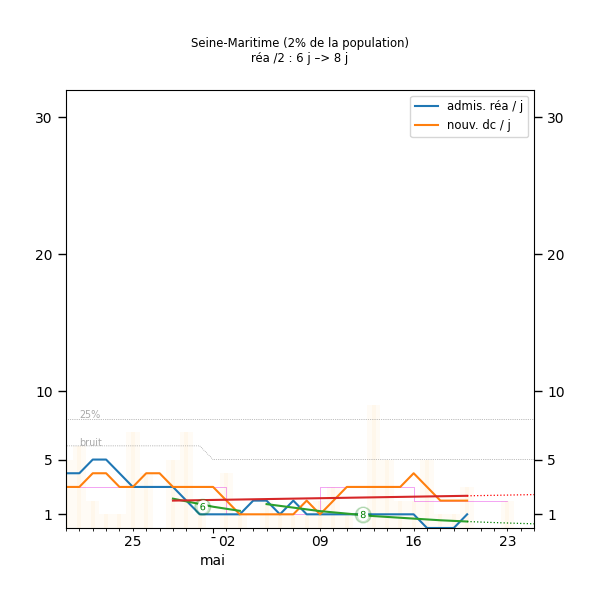 Seine-Maritime (2% de la population)
réa /2 : 6 j –> 8 j
admis. réa / j
nouv. dc / j
30 30
20 20
10 10
25%
bruit
5 5
6
8
1 1
25 - 02 09 16 23
mai